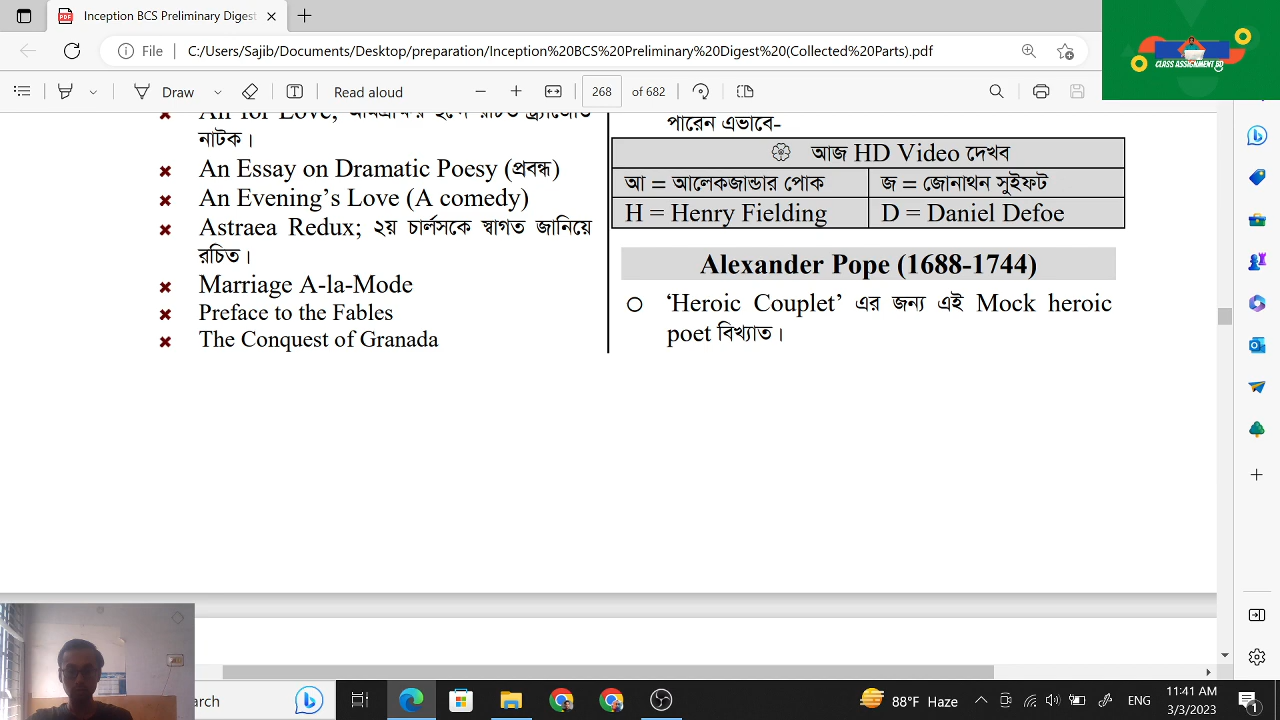 Inception BCS Preliminary Digest
File
C:/Users/Sajib/Documents/Desktop/preparation/Inception%20BCS%20Preliminary%20Digest%20(Collected%20Parts).pdf
CLASS ASSIGNMENT BD
Draw
Read aloud
268
of 682
নাটক।
An Essay on Dramatic Poesy (প্রবন্ধ)
An Evening's Love (A comedy)
Astraea Redux; ২য় চার্লসকে স্বাগত জানিয়ে
রচিত।
Marriage A-la-Mode
Preface to the Fables
The Conquest of Granada
পারেন এভাবে-
আজ HD Video দেখব
আ = আলেকজান্ডার পোক
জ = জোনাথন সুইফট
H = Henry Fielding
D = Daniel Defoe
Alexander Pope (1688-1744)
‘Heroic Couplet’ এর জন্য এই Mock heroic
poet বিখ্যাত।
arch
88°F Haze
ENG
11:41 AM
3/3/2023
1